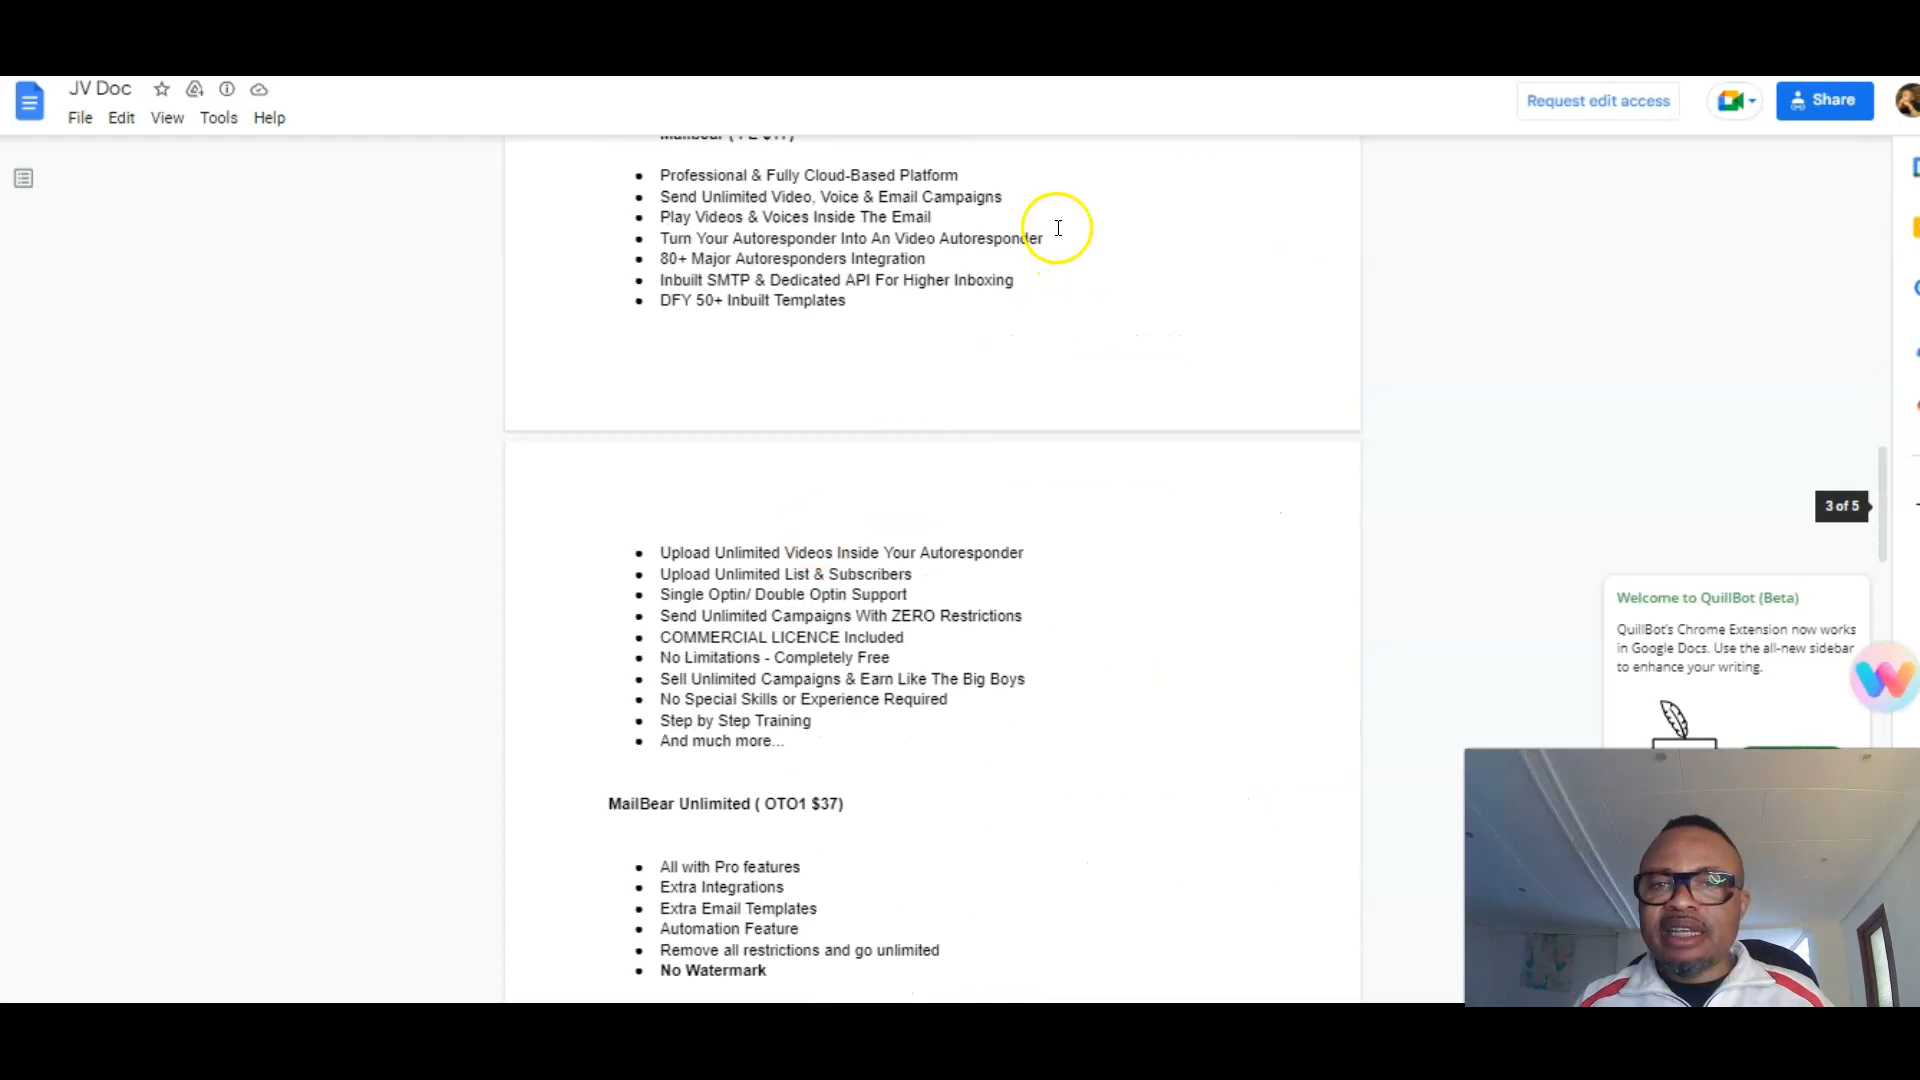 JV Doc
File Edit View Tools Help
Request edit access
Share
Professional & Fully Cloud-Based Platform
Send Unlimited Video, Voice & Email Campaigns
Play Videos & Voices Inside The Email
Turn Your Autoresponder Into An Video Autoresponder
80+ Major Autoresponders Integration
Inbuilt SMTP & Dedicated API For Higher Inboxing
DFY 50+ Inbuilt Templates
3 of 5
Upload Unlimited Videos Inside Your Autoresponder
Upload Unlimited List & Subscribers
Single Optin/ Double Optin Support
Send Unlimited Campaigns With ZERO Restrictions
COMMERCIAL LICENCE Included
No Limitations - Completely Free
Sell Unlimited Campaigns & Earn Like The Big Boys
No Special Skills or Experience Required
Step by Step Training
And much more...
Welcome to QuillBot (Beta)
QuillBot's Chrome Extension now works
in Google Docs. Use the all-new sidebar
to enhance your writing.
MailBear Unlimited ( OTO1 $37)
All with Pro features
Extra Integrations
Extra Email Templates
Automation Feature
Remove all restrictions and go unlimited
No Watermark